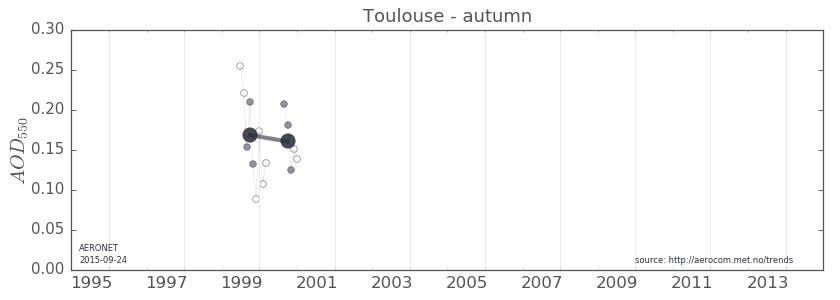 Toulouse - autumn
0.30
0.25
0.20
0.15
0.10
0.05
0.00
AOD550
AERONET
2015-09-24
source: http://aerocom.met.no/trends
1995 1997 1999 2001 2003 2005 2007 2009 2011 2013